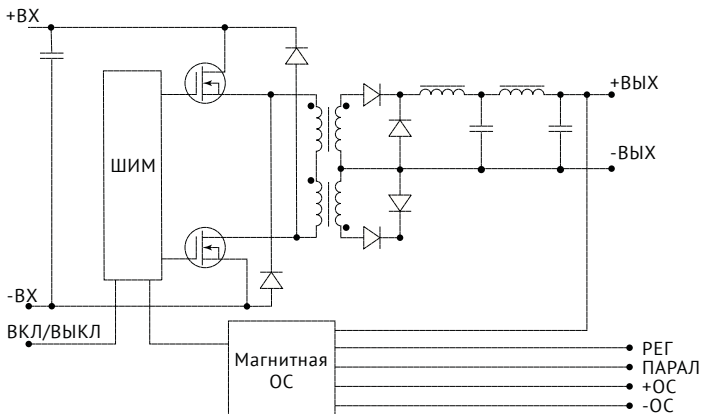 +ВХ
ШИМ
+ВЫХ
-ВЫХ
-ВХ
ВКЛ/ВЫКЛ
Магнитная
ОС
РЕГ
ПАРАЛ
+ОС
-ОС